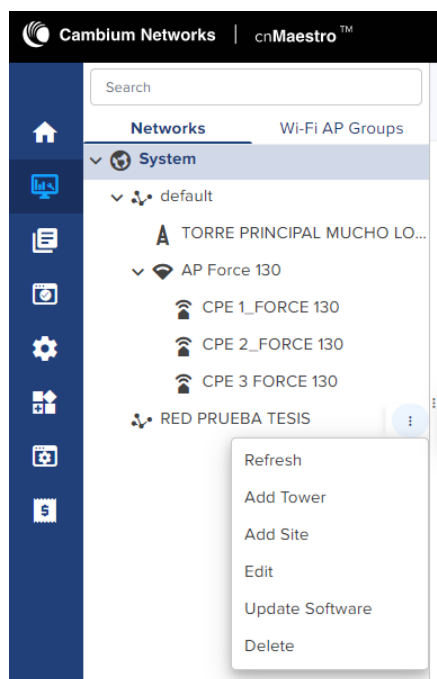 Cambium Networks | cnMaestro™
Search
Networks Wi-Fi AP Groups
System
default
TORRE PRINCIPAL MUCHO LO...
AP Force 130
CPE 1_FORCE 130
CPE 2_FORCE 130
CPE 3 FORCE 130
RED PRUEBA TESIS
Refresh
Add Tower
Add Site
Edit
Update Software
Delete